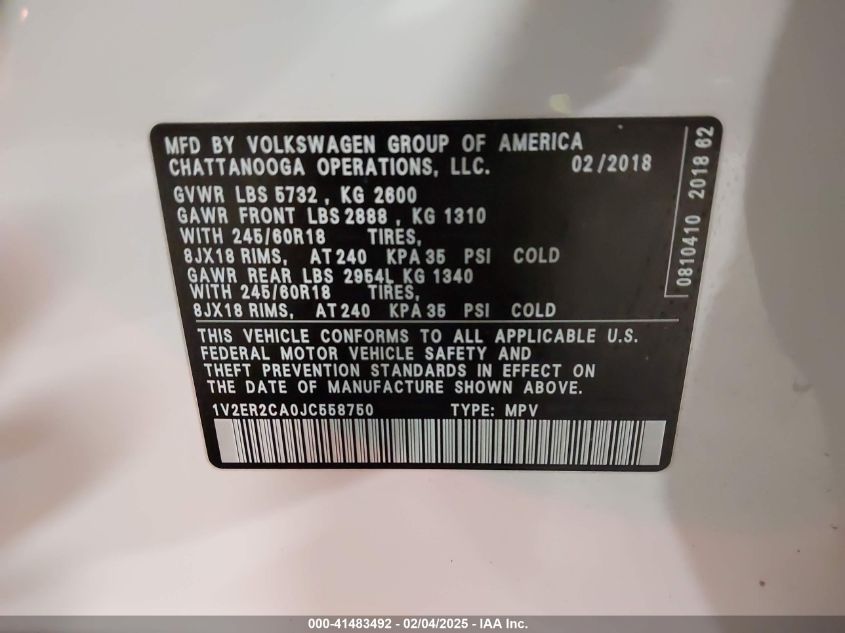 MFD BY VOLKSWAGEN GROUP OF AMERICA
CHATTANOOGA OPERATIONS, LLC. 02/2018
GVWR LBS 5732 , KG 2600
GAWR FRONT LBS 2888 , KG 1310
WITH 245/60R18 TIRES,
8JX18 RIMS, AT 240 KPA 35 PSI COLD
GAWR REAR LBS 2954L KG 1340
WITH 245/60R18 TIRES,
8JX18 RIMS, AT 240 KPA 35 PSI COLD
THIS VEHICLE CONFORMS TO ALL APPLICABLE U.S.
FEDERAL MOTOR VEHICLE SAFETY AND
THEFT PREVENTION STANDARDS IN EFFECT ON
THE DATE OF MANUFACTURE SHOWN ABOVE.
1V2ER2CA0JC558750 TYPE: MPV
0810410 2018 62
000-41483492 - 02/04/2025 - IAA Inc.